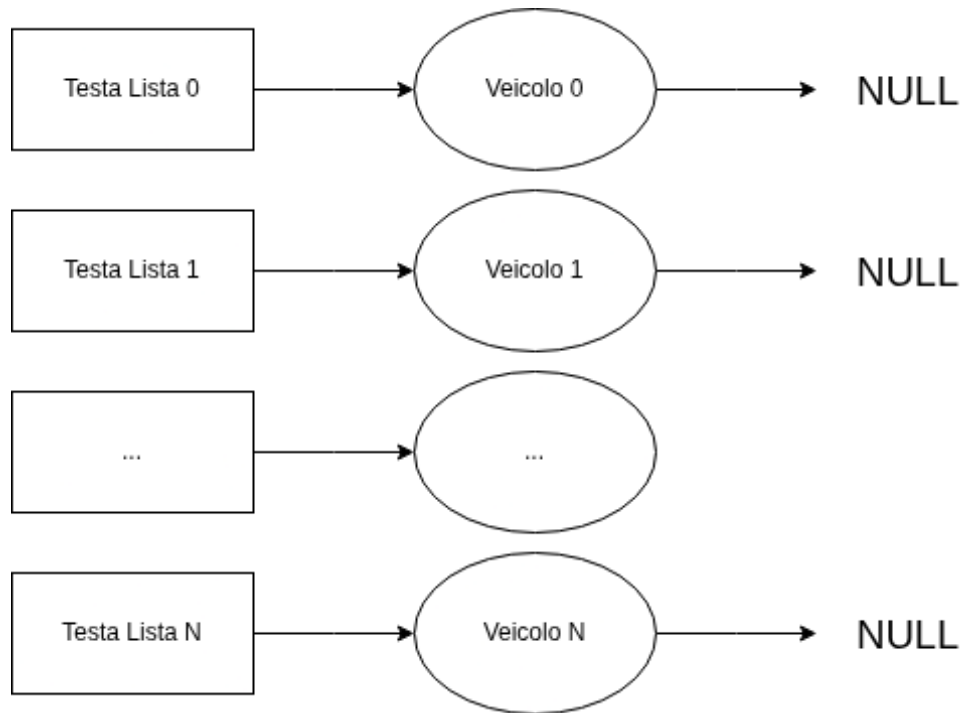 Testa Lista 0
Veicolo 0
NULL
Testa Lista 1
Veicolo 1
NULL
...
...
Testa Lista N
Veicolo N
NULL